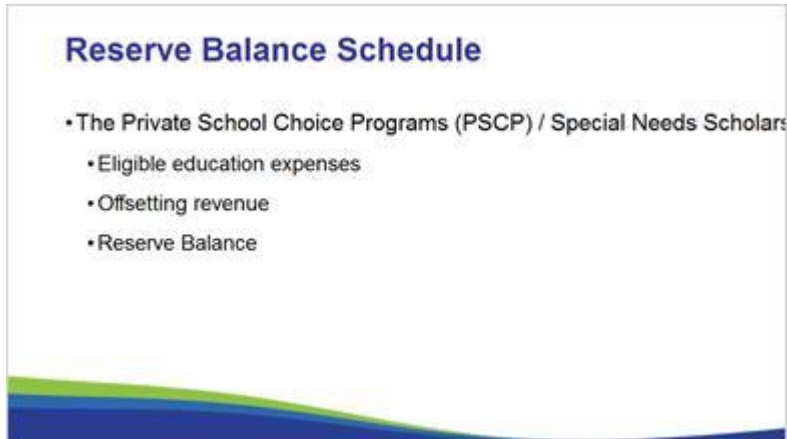 Reserve Balance Schedule
•The Private School Choice Programs (PSCP) / Special Needs Scholars
•Eligible education expenses
•Offsetting revenue
•Reserve Balance